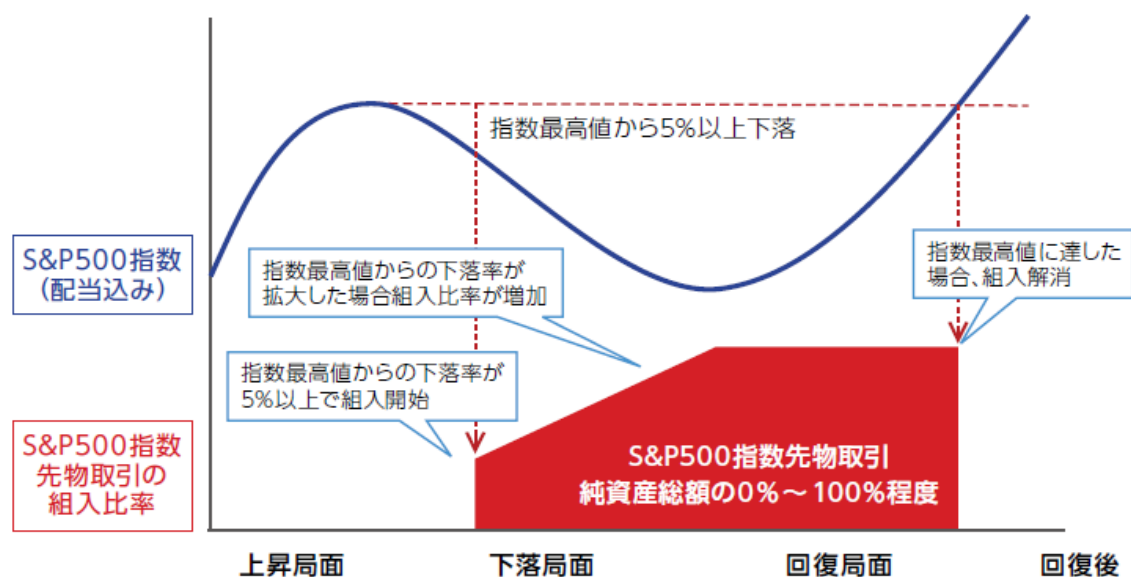 指数最高値から5%以上下落
S&P500指数
(配当込み)
指数最高値からの下落率が
拡大した場合組入比率が増加
指数最高値に達した
場合、組入解消
指数最高値からの下落率が
5%以上で組入開始
S&P500指数
先物取引の
組入比率
S&P500指数先物取引
純資産総額の0%～100%程度
上昇局面
下落局面
回復局面
回復後